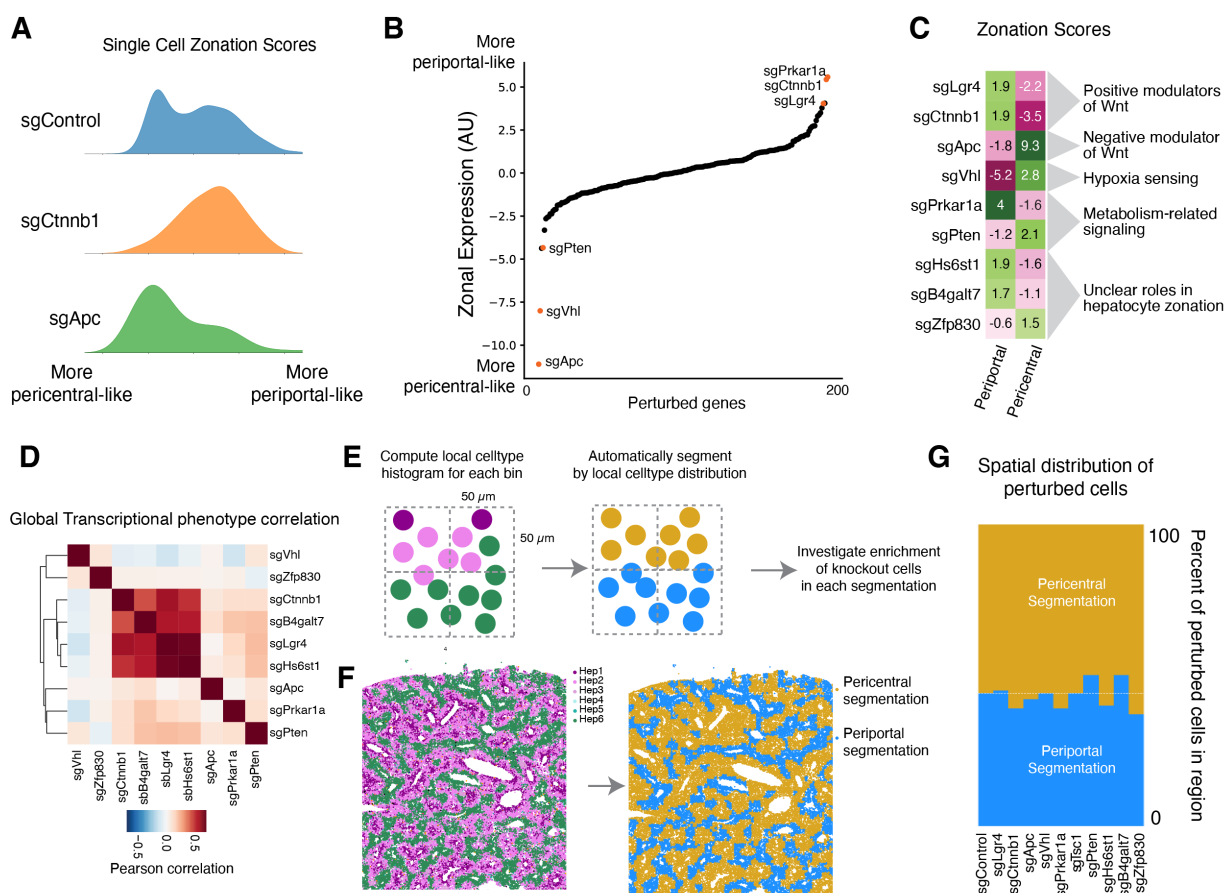 A
Single Cell Zonation Scores
sgControl
sgCtnnb1
sgApc
More
pericentral-like
More
periportal-like
B
More
periportal-like
Zonal Expression (AU)
5.0
2.5
0.0
−2.5
−5.0
−7.5
−10.0
sgPrkar1a
sgCtnnb1
sgLgr4
sgPten
sgVhl
sgApc
More
pericentral-like
0
200
Perturbed genes
C
Zonation Scores
sgLgr4 1.9 -2.2
sgCtnnb1 1.9 -3.5
sgApc -1.8 9.3
sgVhl -5.2 2.8
sgPrkar1a 4 -1.6
sgPten -1.2 2.1
sgHs6st1 1.9 -1.6
sgB4galt7 1.7 -1.1
sgZfp830 -0.6 1.5
Periportal
Pericentral
Positive modulators
of Wnt
Negative modulator
of Wnt
Hypoxia sensing
Metabolism-related
signaling
Unclear roles in
hepatocyte zonation
D
Global Transcriptional phenotype correlation
sgVhl
sgZfp830
sgCtnnb1
sgB4galt7
sgLgr4
sgHs6st1
sgApc
sgPrkar1a
sgPten
sgVhl
sgZfp830
sgCtnnb1
sbB4galt7
sbLgr4
sbHs6st1
sgApc
sgPrkar1a
sgPten
-0.5
0.0
0.5
Pearson correlation
E
Compute local celltype
histogram for each bin
50 µm
50 µm
Automatically segment
by local celltype distribution
Investigate enrichment
of knockout cells
in each segmentation
F
Hep1
Hep2
Hep3
Hep4
Hep5
Hep6
Pericentral
segmentation
Periportal
segmentation
G
Spatial distribution of
perturbed cells
Pericentral
Segmentation
Periportal
Segmentation
100
0
Percent of perturbed cells in region
sgControl
sgLgr4
sgCtnnb1
sgApc
sgVhl
sgPrkar1a
sgTsc1
sgPten
sgHs6st1
sgB4galt7
sgZfp830